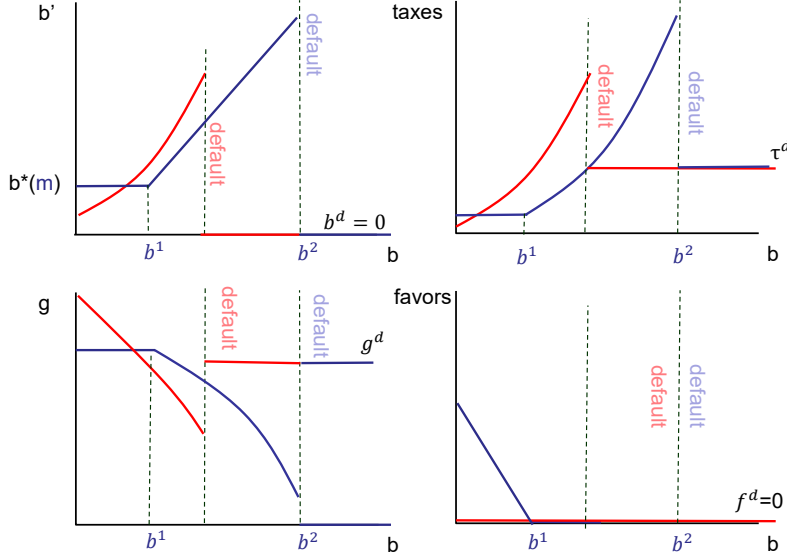 b'
default
default
b*(m)
b^d = 0
b^1
b^2
b
taxes
default
default
τ^d
b^1
b^2
b
g
default
default
g^d
b^1
b^2
b
favors
default
default
f^d=0
b^1
b^2
b